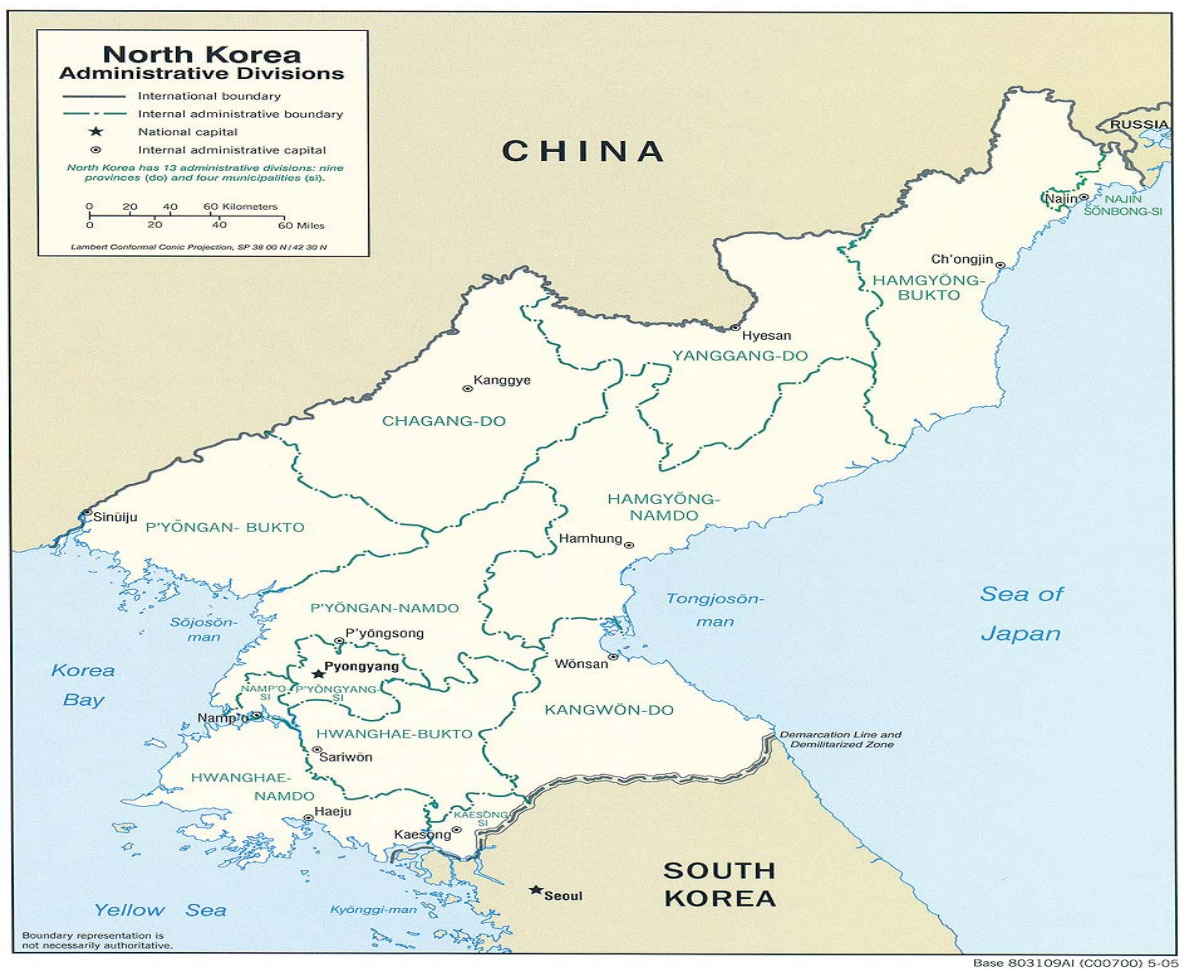 North Korea
Administrative Divisions
International boundary
Internal administrative boundary
National capital
Internal administrative capital
North Korea has 13 administrative divisions: nine
provinces (do) and four municipalities (si).
0 20 40 60 Kilometers
0 20 40 60 Miles
Lambert Conformal Conic Projection, SP 38 00 N/42 30 N
CHINA
RUSSIA
Najin
NAJIN
SŎNBONG-SI
Ch'ongjin
HAMGYŎNG-
BUKTO
Hyesan
YANGGANG-DO
Kanggye
CHAGANG-DO
HAMGYŎNG-
NAMDO
Sinŭiju
P'YŎNGAN- BUKTO
Hamhung
Sea of
Japan
Tongjosŏn-
man
P'YŎNGAN-NAMDO
Sŏjosŏn-
man
P'yŏngsong
Korea
Bay
Pyongyang
Wŏnsan
NAMP'O-
SI
P'YŎNGYANG-
SI
Namp'o
KANGWŎN-DO
HWANGHAE-BUKTO
Demarcation Line and
Demilitarized Zone
Sariwŏn
HWANGHAE-
NAMDO
Haeju
KAESŎNG-
SI
Kaesŏng
SOUTH
KOREA
Seoul
Yellow Sea
Kyŏnggi-man
Boundary representation is
not necessarily authoritative.
Base 803109AI (C00700) 5-05